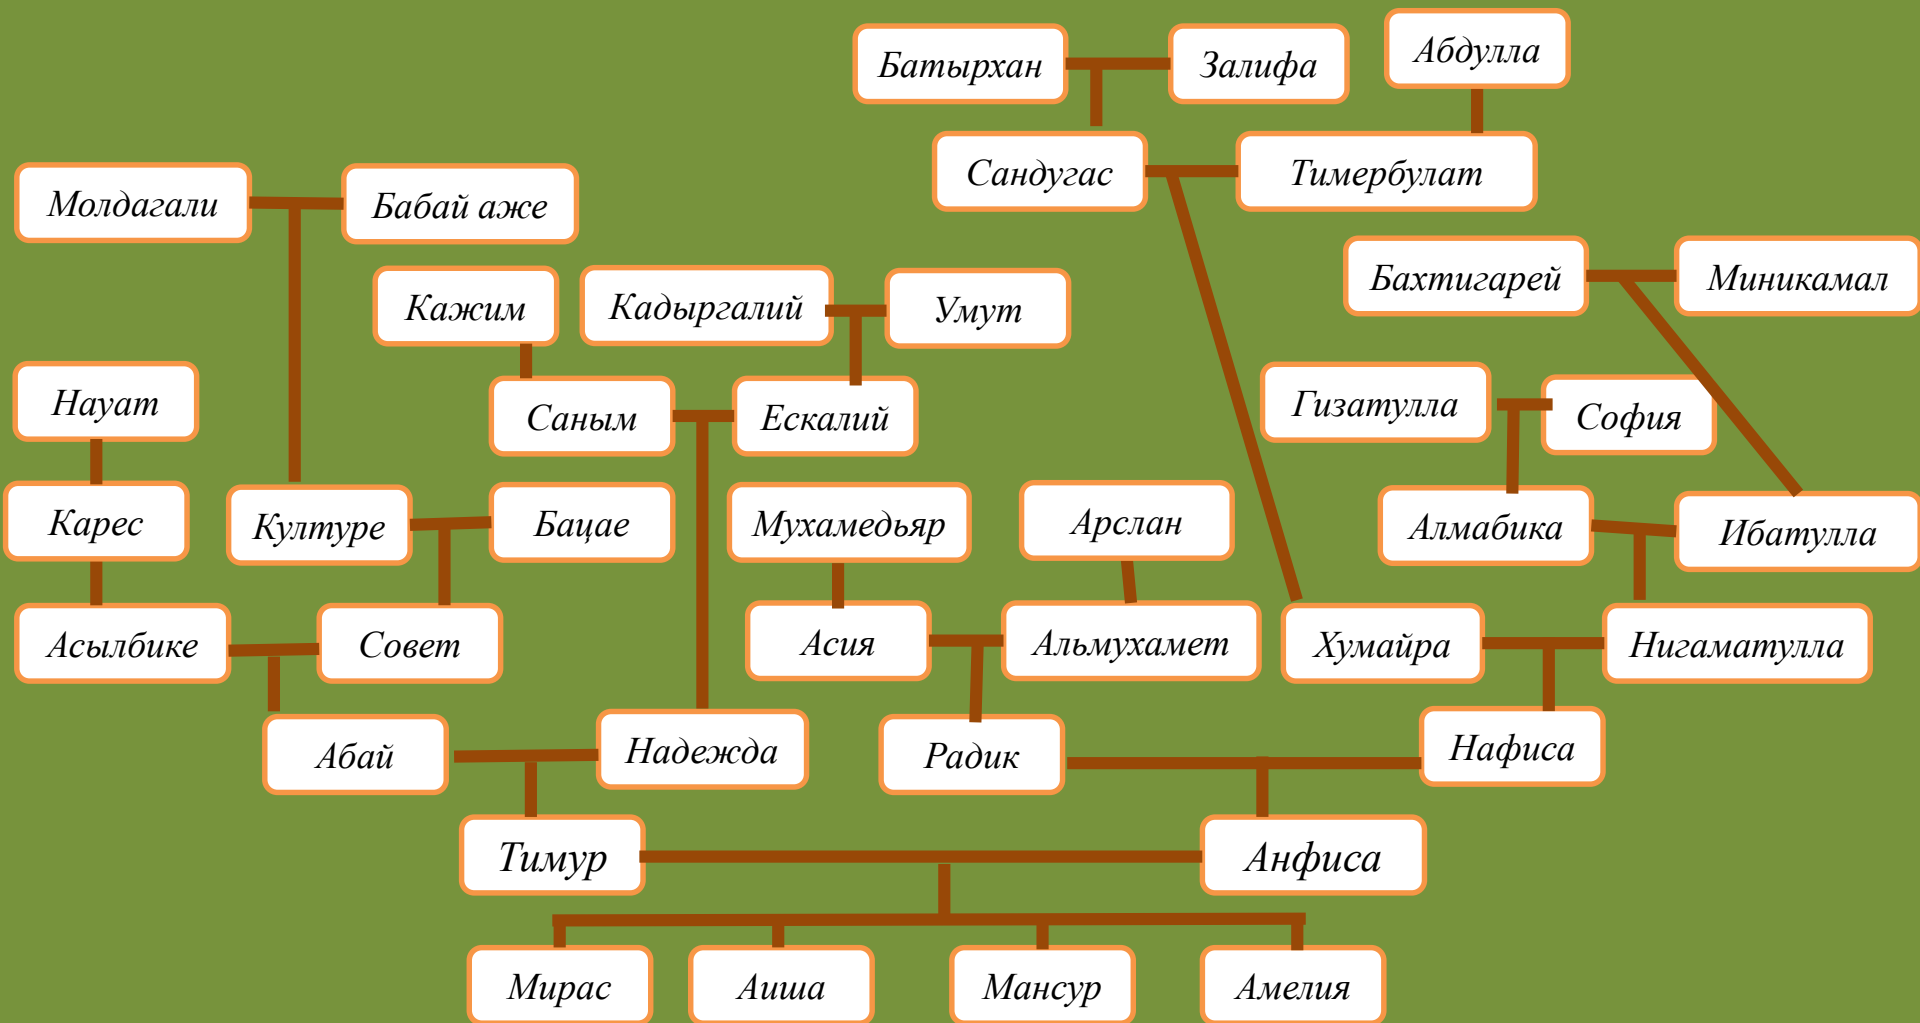 Батырхан
Залифа
Абдулла
Сандугас
Тимербулат
Молдагали
Бабай аже
Бахтигарей
Миникамал
Кажим
Кадыргалий
Умут
Науат
Саным
Ескалий
Гизатулла
София
Карес
Културе
Бацае
Мухамедьяр
Арслан
Алмабика
Ибатулла
Асылбике
Совет
Асия
Альмухамет
Хумайра
Нигаматулла
Абай
Надежда
Радик
Нафиса
Тимур
Анфиса
Мирас
Аиша
Мансур
Амелия